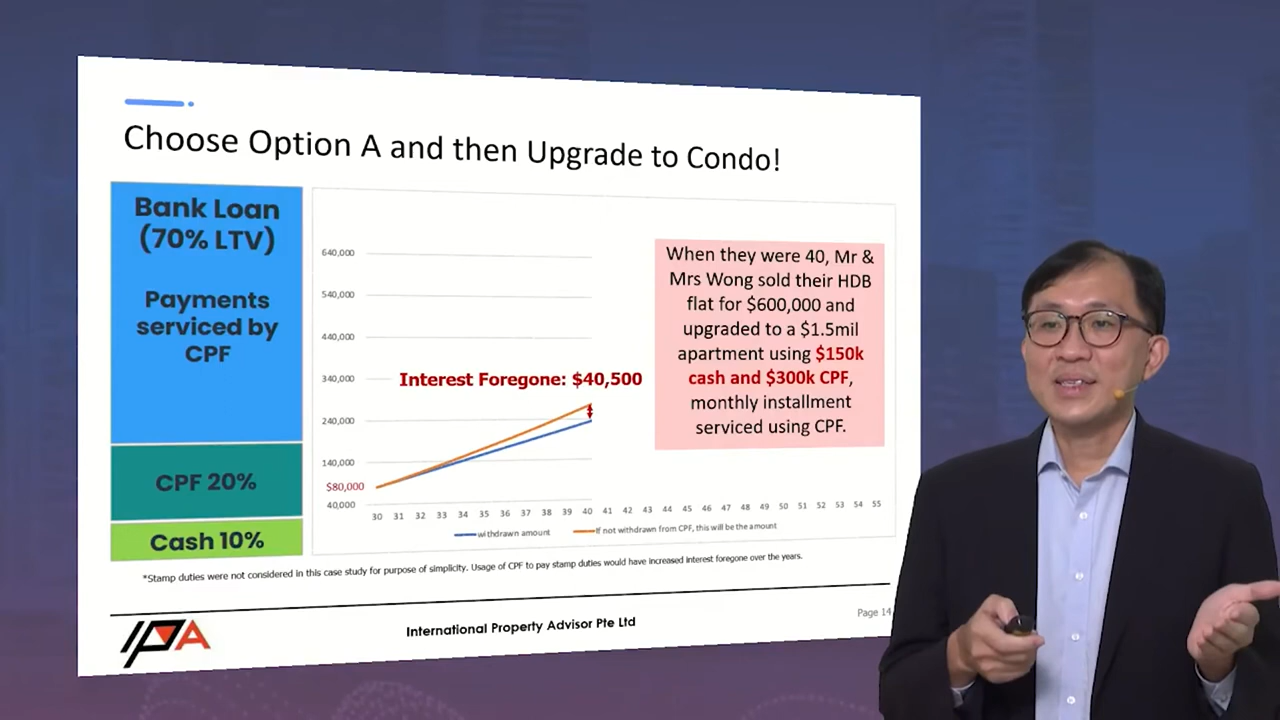 Choose Option A and then Upgrade to Condo!
Bank Loan
(70% LTV)
Payments
serviced by
CPF
CPF 20%
Cash 10%
640,000
540,000
440,000
340,000
240,000
140,000
$80,000
40,000
Interest Foregone: $40,500
30 31 32 33 34 35 36 37 38 39 40 41 42 43 44 45 46 47 48 49 50 51 52 53 54 55
withdrawn amount
If not withdrawn from CPF, this will be the amount
When they were 40, Mr &
Mrs Wong sold their HDB
flat for $600,000 and
upgraded to a $1.5mil
apartment using $150k
cash and $300k CPF,
monthly installment
serviced using CPF.
*Stamp duties were not considered in this case study for purpose of simplicity. Usage of CPF to pay stamp duties would have increased interest foregone over the years.
IPA
International Property Advisor Pte Ltd
Page 14